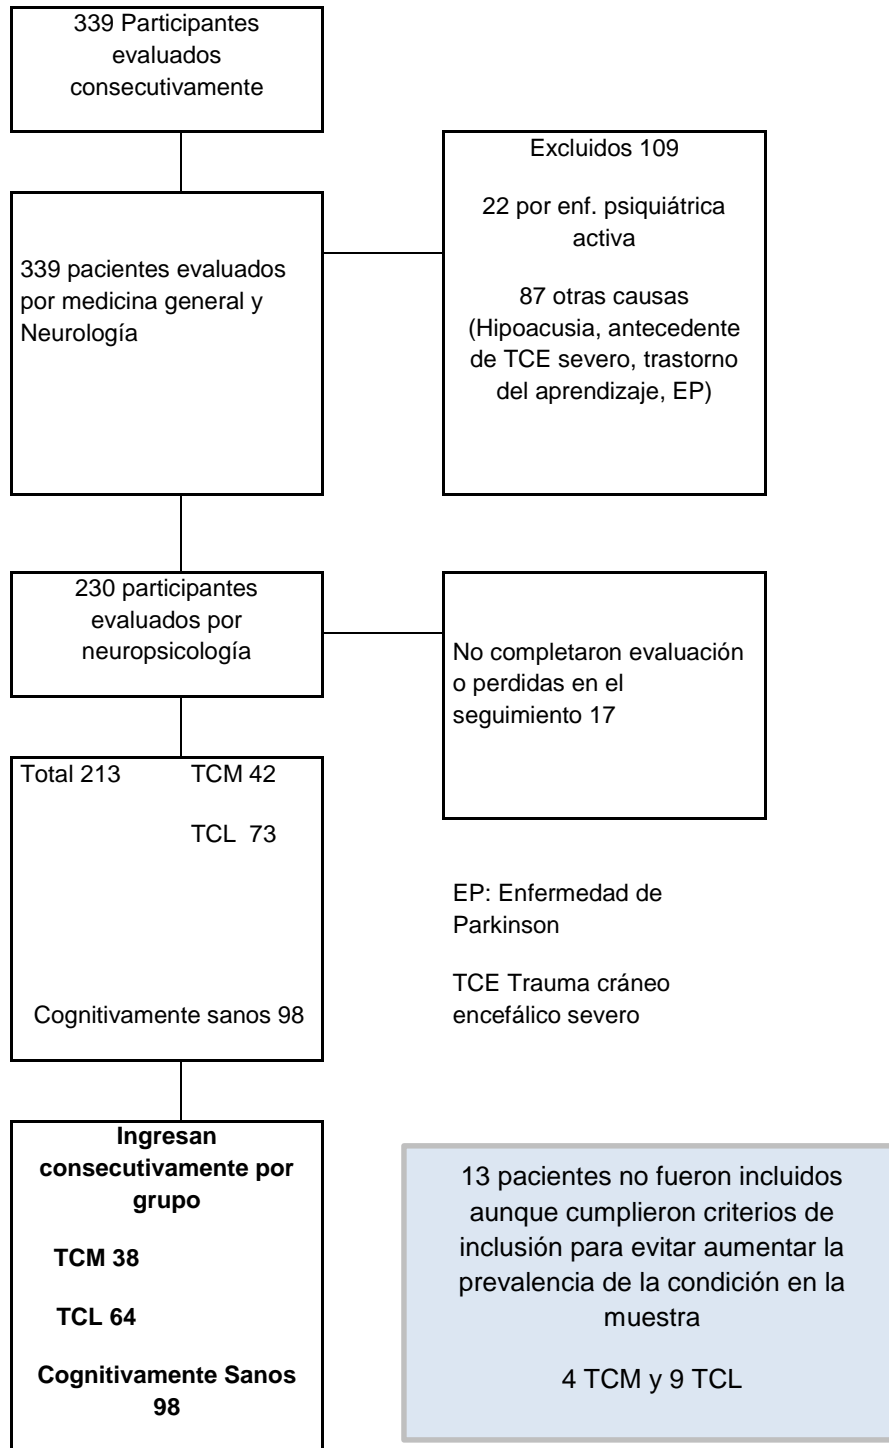 339 Participantes
evaluados
consecutivamente
Excluidos 109
22 por enf. psiquiátrica
activa
87 otras causas
(Hipoacusia, antecedente
de TCE severo, trastorno
del aprendizaje, EP)
339 pacientes evaluados
por medicina general y
Neurología
230 participantes
evaluados por
neuropsicología
No completaron evaluación
o perdidas en el
seguimiento 17
Total 213 TCM 42
TCL 73
Cognitivamente sanos 98
EP: Enfermedad de
Parkinson
TCE Trauma cráneo
encefálico severo
Ingresan
consecutivamente por
grupo
TCM 38
TCL 64
Cognitivamente Sanos
98
13 pacientes no fueron incluidos
aunque cumplieron criterios de
inclusión para evitar aumentar la
prevalencia de la condición en la
muestra
4 TCM y 9 TCL